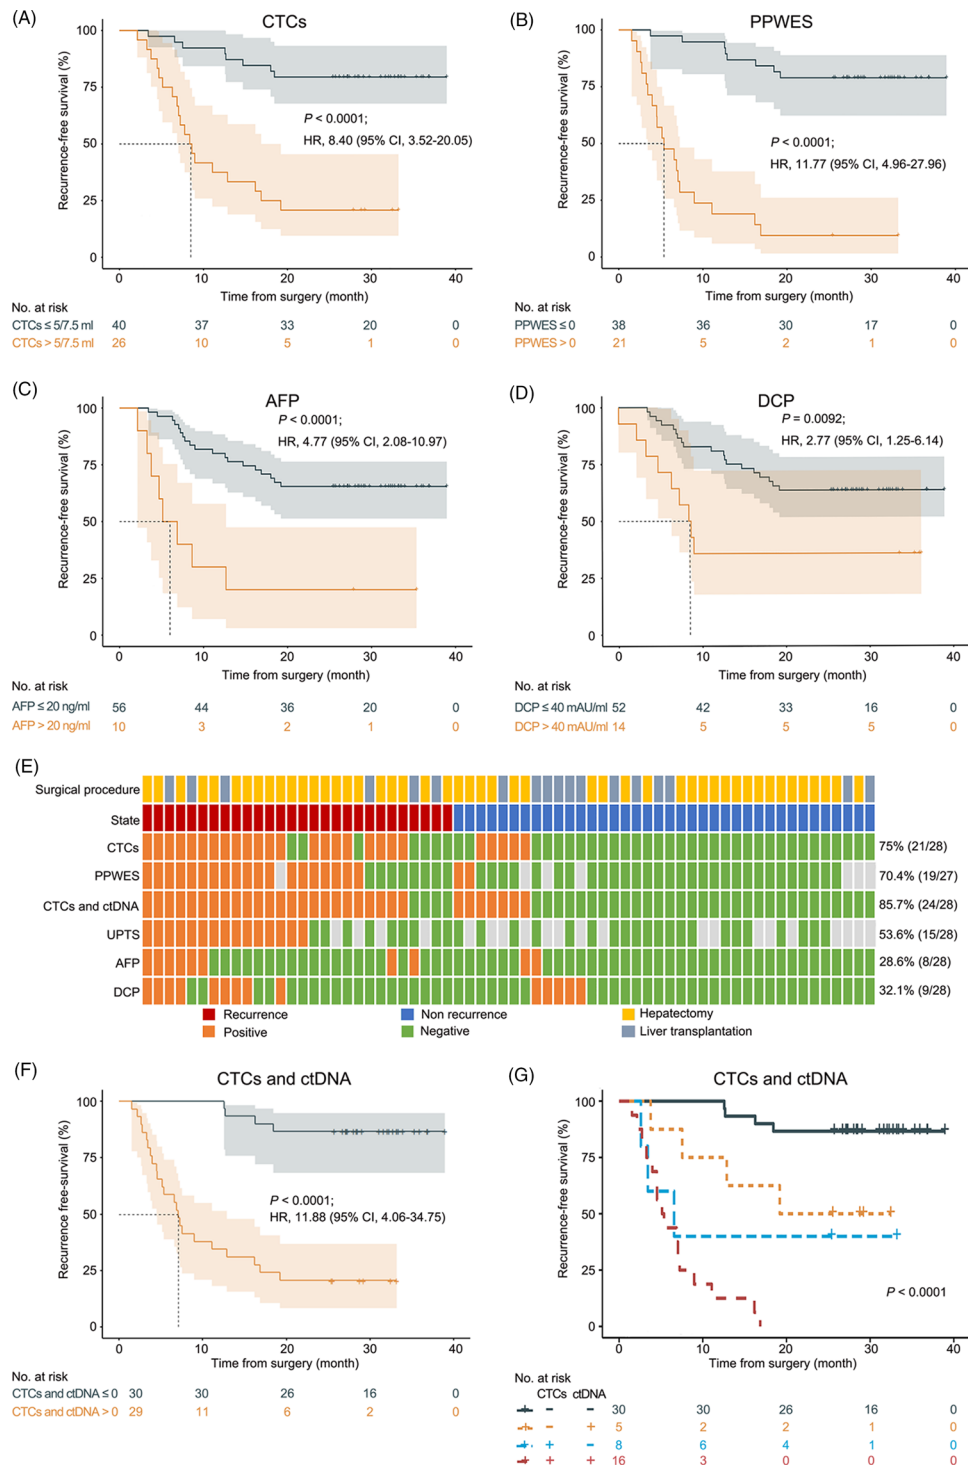 (A)
CTCs
Recurrence-free survival (%)
100
75
50
25
0
P < 0.0001;
HR, 8.40 (95% CI, 3.52-20.05)
0 10 20 30 40
Time from surgery (month)
No. at risk
CTCs ≤ 5/7.5 ml 40 37 33 20 0
CTCs > 5/7.5 ml 26 10 5 1 0
(B)
PPWES
Recurrence-free survival (%)
100
75
50
25
0
P < 0.0001;
HR, 11.77 (95% CI, 4.96-27.96)
0 10 20 30 40
Time from surgery (month)
No. at risk
PPWES ≤ 0 38 36 30 17 0
PPWES > 0 21 5 2 1 0
(C)
AFP
Recurrence-free survival (%)
100
75
50
25
0
P < 0.0001;
HR, 4.77 (95% CI, 2.08-10.97)
0 10 20 30 40
Time from surgery (month)
No. at risk
AFP ≤ 20 ng/ml 56 44 36 20 0
AFP > 20 ng/ml 10 3 2 1 0
(D)
DCP
Recurrence-free survival (%)
100
75
50
25
0
P = 0.0092;
HR, 2.77 (95% CI, 1.25-6.14)
0 10 20 30 40
Time from surgery (month)
No. at risk
DCP ≤ 40 mAU/ml 52 42 33 16 0
DCP > 40 mAU/ml 14 5 5 5 0
(E)
Surgical procedure
State
CTCs 75% (21/28)
PPWES 70.4% (19/27)
CTCs and ctDNA 85.7% (24/28)
UPTS 53.6% (15/28)
AFP 28.6% (8/28)
DCP 32.1% (9/28)
Recurrence Non recurrence Hepatectomy
Positive Negative Liver transplantation
(F)
CTCs and ctDNA
Recurrence free-survival (%)
100
75
50
25
0
P < 0.0001;
HR, 11.88 (95% CI, 4.06-34.75)
0 10 20 30 40
Time from surgery (month)
No. at risk
CTCs and ctDNA ≤ 0 30 30 26 16 0
CTCs and ctDNA > 0 29 11 6 2 0
(G)
CTCs and ctDNA
Recurrence-free survival (%)
100
75
50
25
0
P < 0.0001
0 10 20 30 40
Time from surgery (month)
No. at risk
CTCs ctDNA
− − 30 30 26 16 0
− + 5 2 2 1 0
+ − 8 6 4 1 0
+ + 16 3 0 0 0